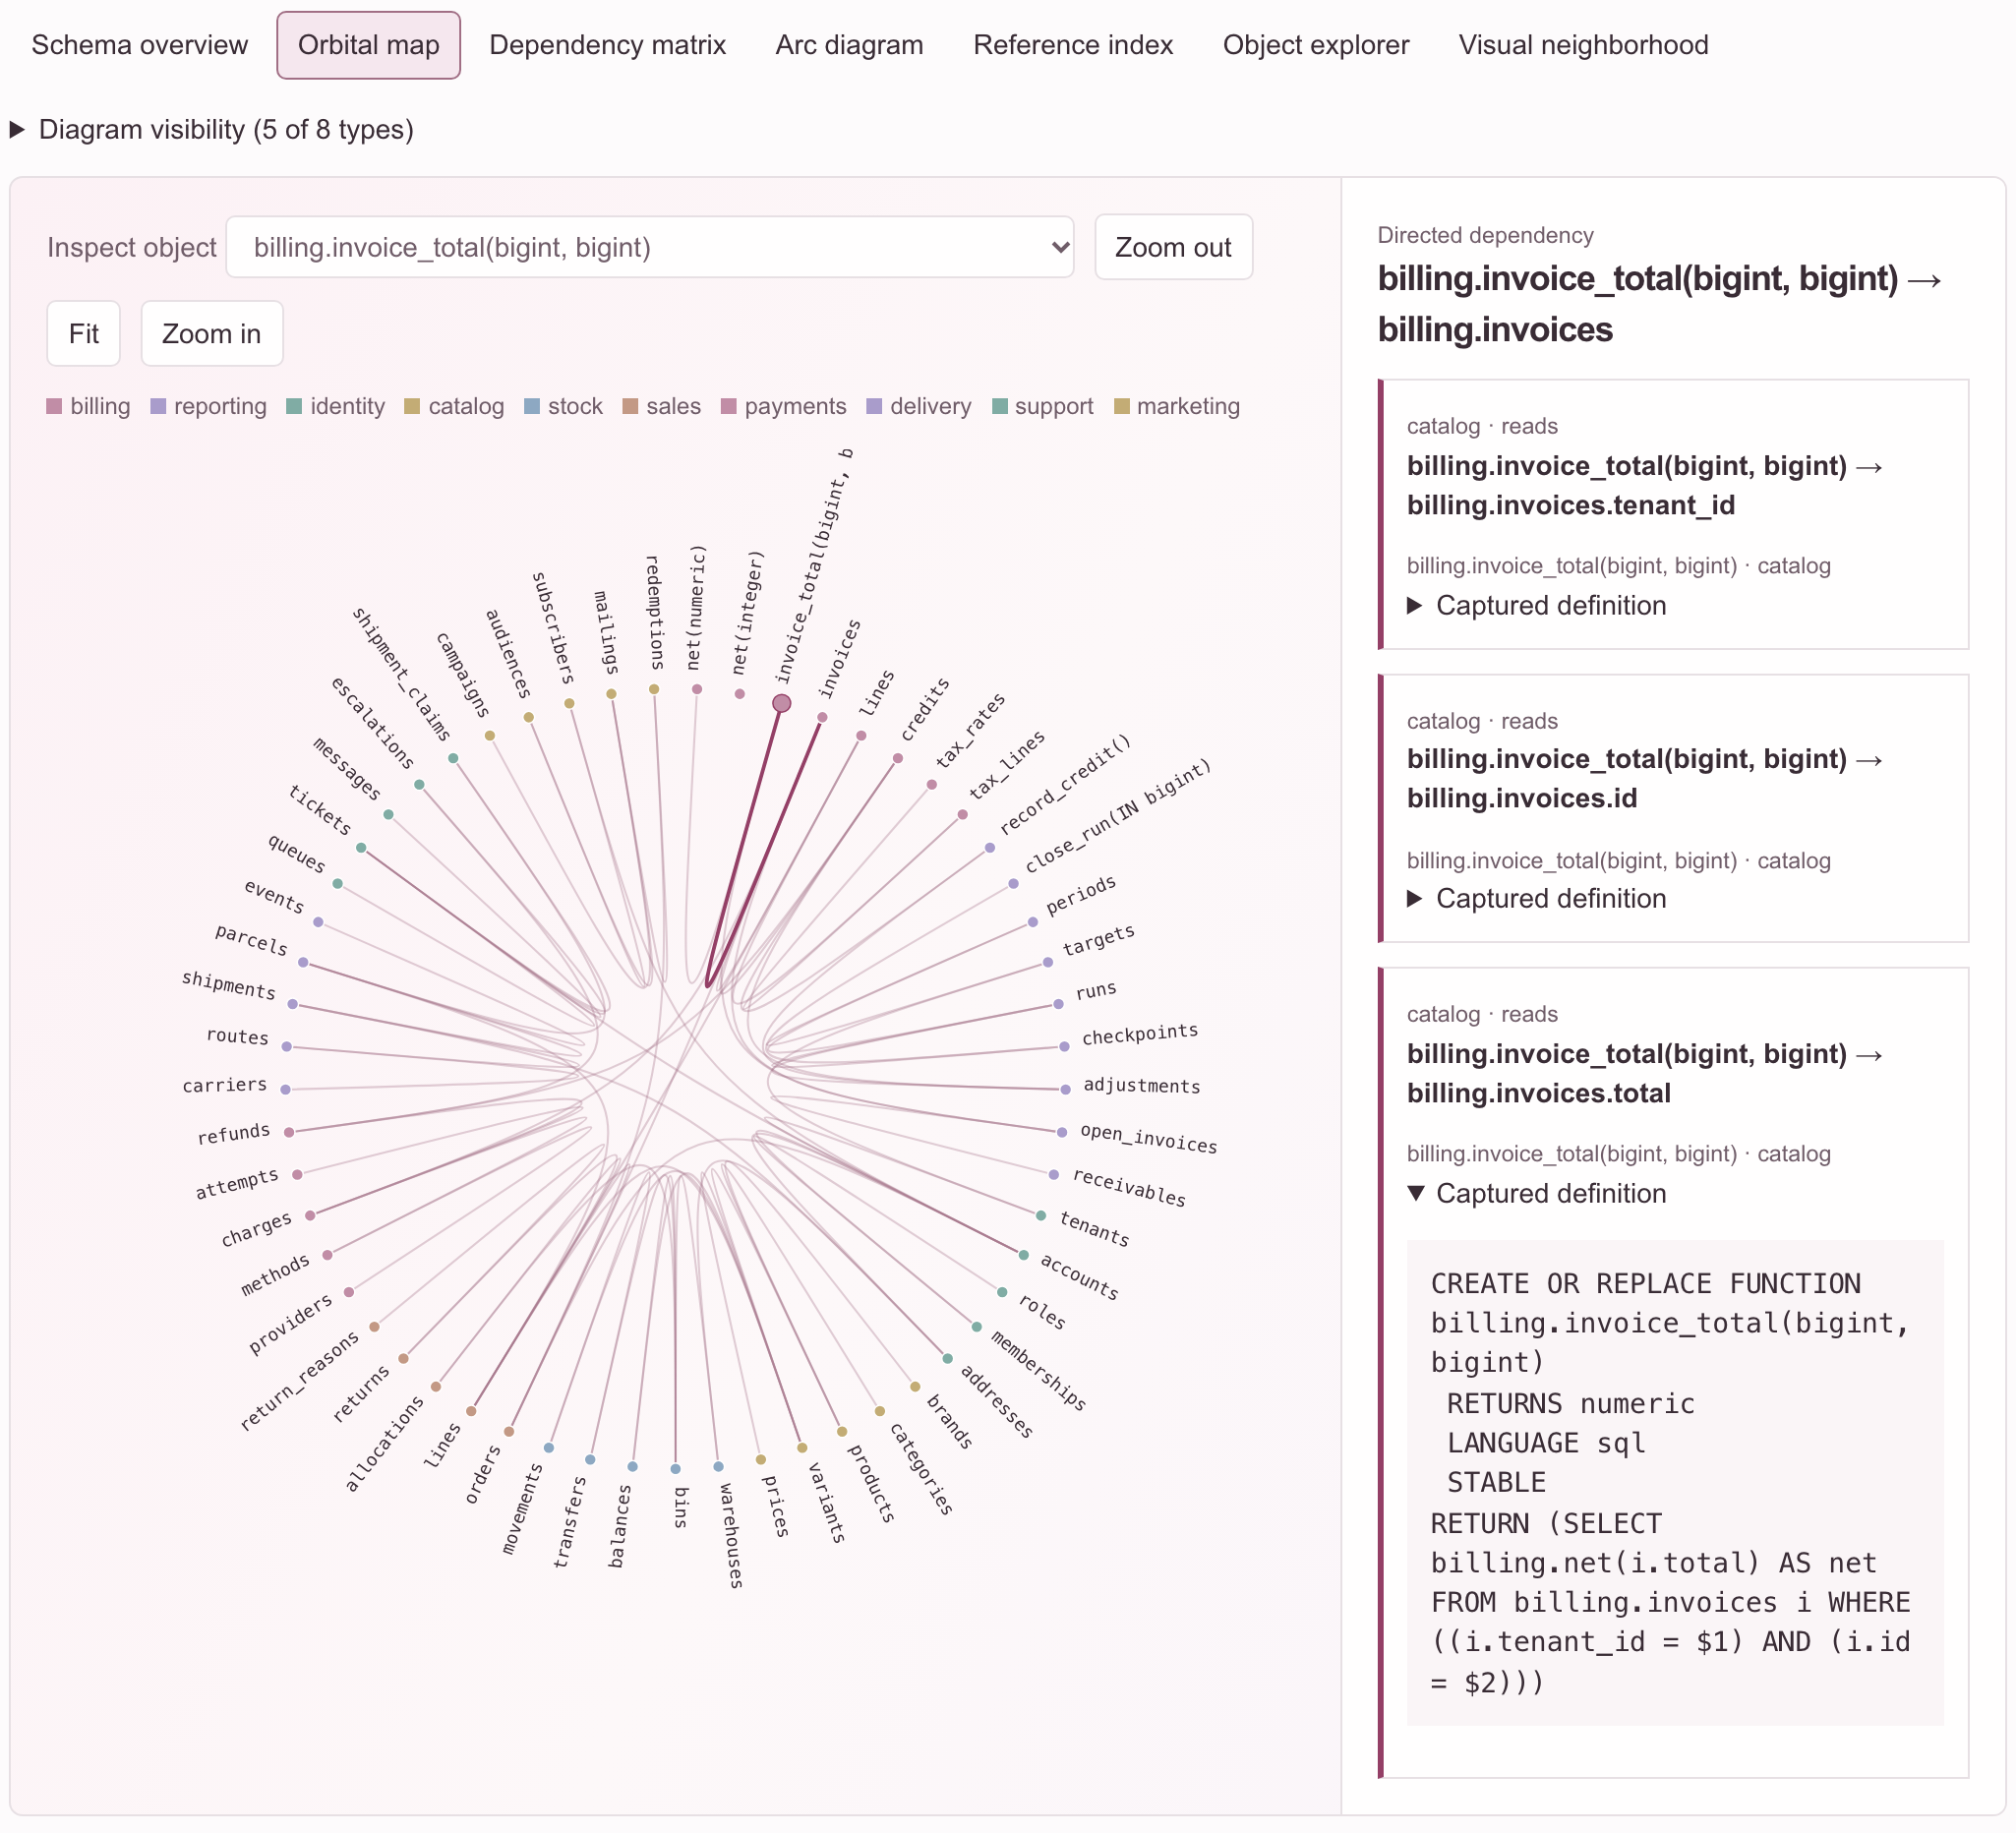 Schema overview
Orbital map
Dependency matrix
Arc diagram
Reference index
Object explorer
Visual neighborhood
▶ Diagram visibility (5 of 8 types)
Inspect object
billing.invoice_total(bigint, bigint)
Zoom out
Fit
Zoom in
billing
reporting
identity
catalog
stock
sales
payments
delivery
support
marketing
net(numeric)
net(integer)
invoice_total(bigint, b
invoices
lines
credits
tax_rates
tax_lines
record_credit()
close_run(IN bigint)
periods
targets
runs
checkpoints
adjustments
open_invoices
receivables
tenants
accounts
roles
memberships
addresses
brands
categories
products
variants
prices
warehouses
bins
balances
transfers
movements
orders
lines
allocations
returns
return_reasons
providers
methods
charges
attempts
refunds
carriers
routes
shipments
parcels
events
queues
tickets
messages
escalations
shipment_claims
campaigns
audiences
subscribers
mailings
redemptions
Directed dependency
billing.invoice_total(bigint, bigint) →
billing.invoices
catalog · reads
billing.invoice_total(bigint, bigint) →
billing.invoices.tenant_id
billing.invoice_total(bigint, bigint) · catalog
▶ Captured definition
catalog · reads
billing.invoice_total(bigint, bigint) →
billing.invoices.id
billing.invoice_total(bigint, bigint) · catalog
▶ Captured definition
catalog · reads
billing.invoice_total(bigint, bigint) →
billing.invoices.total
billing.invoice_total(bigint, bigint) · catalog
▼ Captured definition
CREATE OR REPLACE FUNCTION
billing.invoice_total(bigint,
bigint)
RETURNS numeric
LANGUAGE sql
STABLE
RETURN (SELECT
billing.net(i.total) AS net
FROM billing.invoices i WHERE
((i.tenant_id = $1) AND (i.id
= $2)))